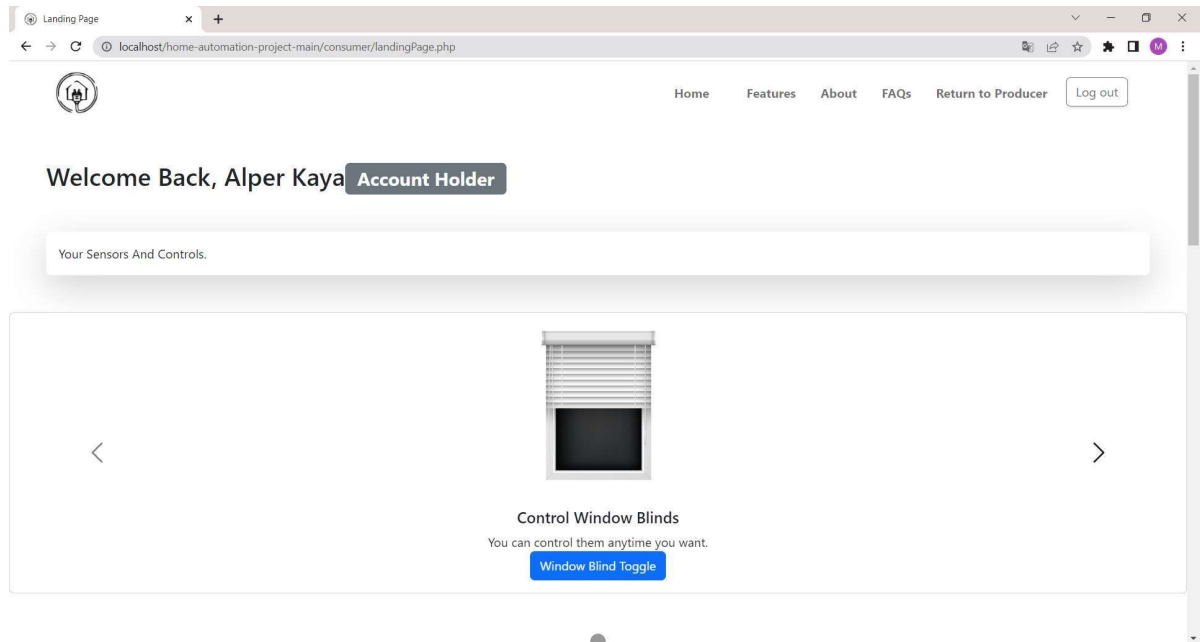 Landing Page
localhost/home-automation-project-main/consumer/landingPage.php
M
Home Features About FAQs Return to Producer Log out
Welcome Back, Alper Kaya Account Holder
Your Sensors And Controls.
Control Window Blinds
You can control them anytime you want.
Window Blind Toggle